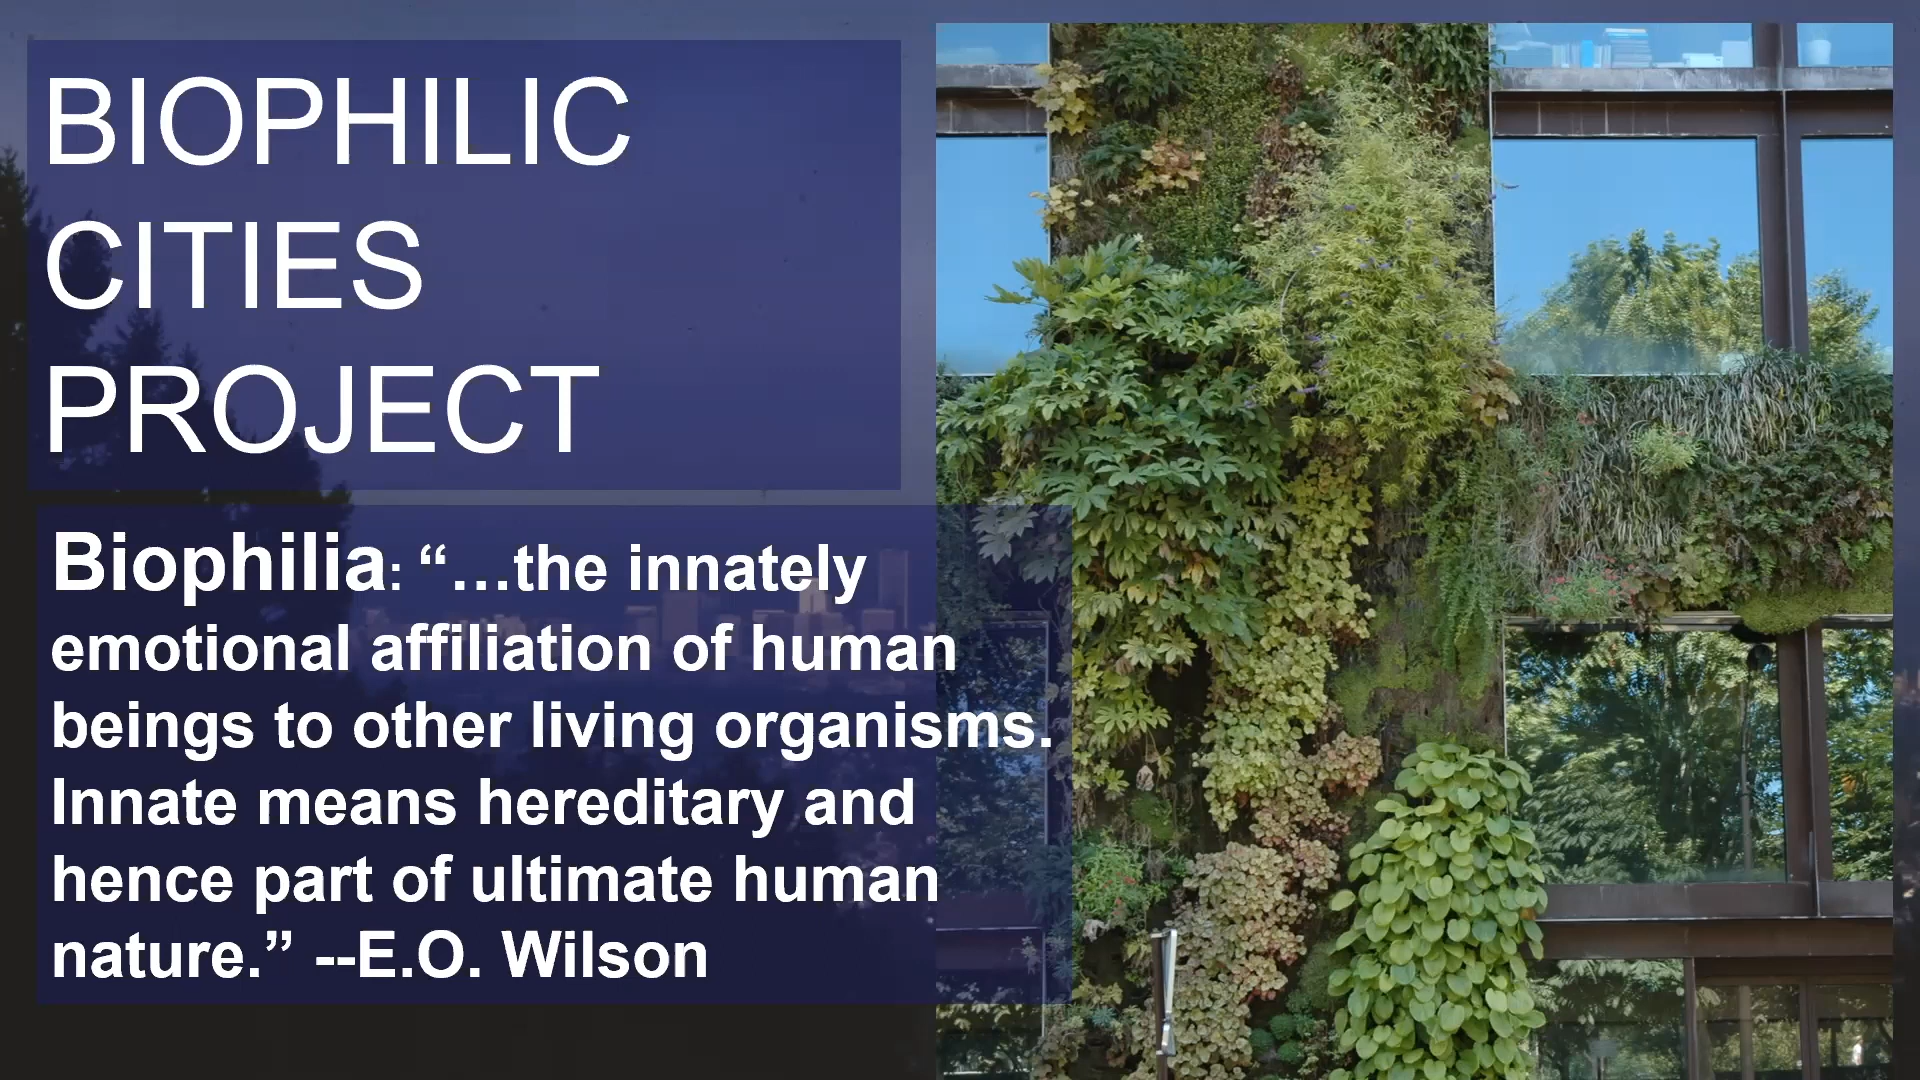 BIOPHILIC
CITIES
PROJECT
Biophilia: “…the innately
emotional affiliation of human
beings to other living organisms.
Innate means hereditary and
hence part of ultimate human
nature.” --E.O. Wilson